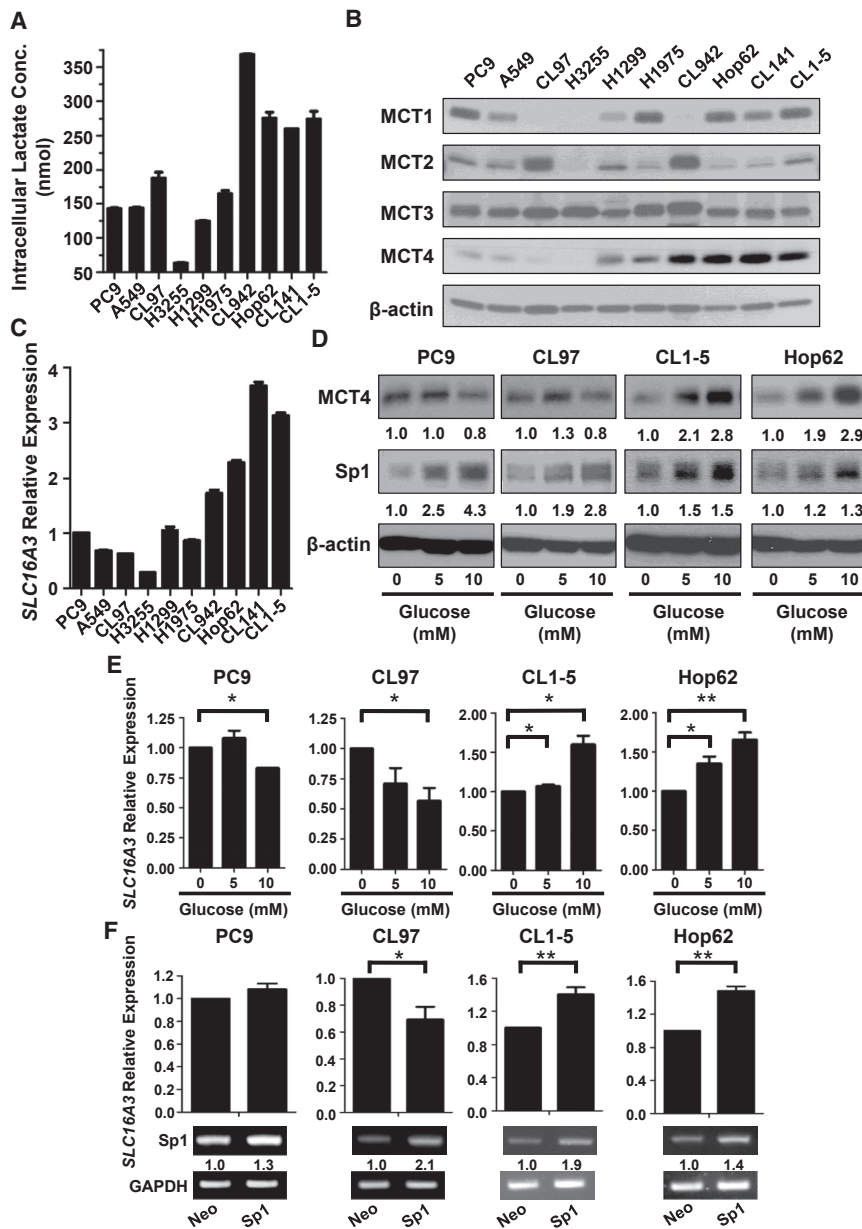 A
Intracellular Lactate Conc.
(nmol)
350
300
250
200
150
100
50
PC9
A549
CL97
H3255
H1299
H1975
CL942
Hop62
CL141
CL1-5
B
PC9
A549
CL97
H3255
H1299
H1975
CL942
Hop62
CL141
CL1-5
MCT1
MCT2
MCT3
MCT4
β-actin
C
SLC16A3 Relative Expression
4
3
2
1
0
PC9
A549
CL97
H3255
H1299
H1975
CL942
Hop62
CL141
CL1-5
D
PC9 CL97 CL1-5 Hop62
MCT4
1.0 1.0 0.8 1.0 1.3 0.8 1.0 2.1 2.8 1.0 1.9 2.9
Sp1
1.0 2.5 4.3 1.0 1.9 2.8 1.0 1.5 1.5 1.0 1.2 1.3
β-actin
0 5 10 0 5 10 0 5 10 0 5 10
Glucose Glucose Glucose Glucose
(mM) (mM) (mM) (mM)
E
SLC16A3 Relative Expression
PC9
*
1.25
1.00
0.75
0.50
0.25
0.00
0 5 10
Glucose (mM)
CL97
*
1.25
1.00
0.75
0.50
0.25
0.00
0 5 10
Glucose (mM)
CL1-5
*
*
2.00
1.50
1.00
0.50
0.00
0 5 10
Glucose (mM)
Hop62
**
*
2.00
1.50
1.00
0.50
0.00
0 5 10
Glucose (mM)
F
SLC16A3 Relative Expression
PC9
1.2
1.0
0.8
0.6
0.4
0.2
0.0
CL97
*
1.0
0.8
0.6
0.4
0.2
0.0
CL1-5
**
1.6
1.2
0.8
0.4
0.0
Hop62
**
1.6
1.2
0.8
0.4
0.0
Sp1
1.0 1.3 1.0 2.1 1.0 1.9 1.0 1.4
GAPDH
Neo Sp1 Neo Sp1 Neo Sp1 Neo Sp1